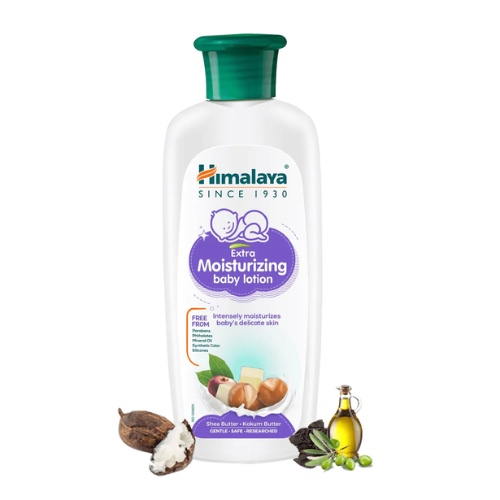 Himalaya®
SINCE 1930
Extra
Moisturizing
baby lotion
FREE
FROM
Parabens
Phthalates
Mineral Oil
Synthetic Color
Silicones
Intensely moisturizes
baby's delicate skin
Shea Butter • Kokum Butter
GENTLE • SAFE • RESEARCHED